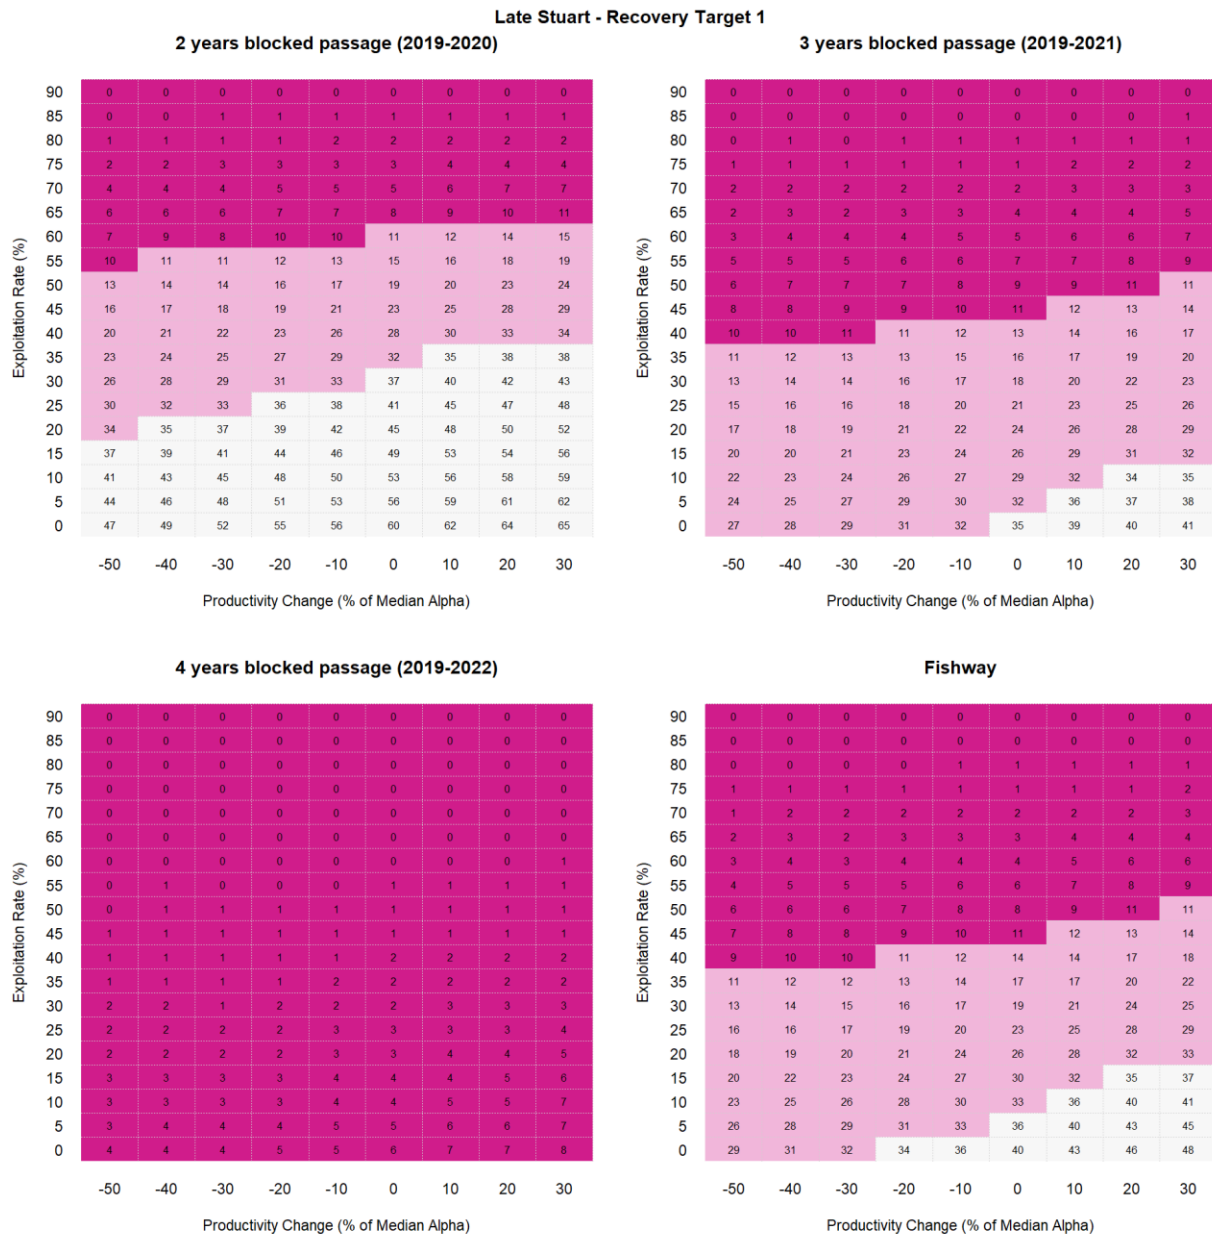 Late Stuart - Recovery Target 1
2 years blocked passage (2019-2020)
90 0 0 0 0 0 0 0 0 0
85 0 0 1 1 1 1 1 1 1
80 1 1 1 1 2 2 2 2 2
75 2 2 3 3 3 3 4 4 4
70 4 4 4 5 5 5 6 7 7
65 6 6 6 7 7 8 9 10 11
60 7 9 8 10 10 11 12 14 15
55 10 11 11 12 13 15 16 18 19
50 13 14 14 16 17 19 20 23 24
45 16 17 18 19 21 23 25 28 29
40 20 21 22 23 26 28 30 33 34
35 23 24 25 27 29 32 35 38 38
30 26 28 29 31 33 37 40 42 43
25 30 32 33 36 38 41 45 47 48
20 34 35 37 39 42 45 48 50 52
15 37 39 41 44 46 49 53 54 56
10 41 43 45 48 50 53 56 58 59
5 44 46 48 51 53 56 59 61 62
0 47 49 52 55 56 60 62 64 65
Exploitation Rate (%)
-50 -40 -30 -20 -10 0 10 20 30
Productivity Change (% of Median Alpha)
3 years blocked passage (2019-2021)
90 0 0 0 0 0 0 0 0 0
85 0 0 0 0 0 0 0 0 1
80 0 1 0 1 1 1 1 1 1
75 1 1 1 1 1 1 2 2 2
70 2 2 2 2 2 2 3 3 3
65 2 3 2 3 3 4 4 4 5
60 3 4 4 4 5 5 6 6 7
55 5 5 5 6 6 7 7 8 9
50 6 7 7 7 8 9 9 11 11
45 8 8 9 9 10 11 12 13 14
40 10 10 11 11 12 13 14 16 17
35 11 12 13 13 15 16 17 19 20
30 13 14 14 16 17 18 20 22 23
25 15 16 16 18 20 21 23 25 26
20 17 18 19 21 22 24 26 28 29
15 20 20 21 23 24 26 29 31 32
10 22 23 24 26 27 29 32 34 35
5 24 25 27 29 30 32 36 37 38
0 27 28 29 31 32 35 39 40 41
Exploitation Rate (%)
-50 -40 -30 -20 -10 0 10 20 30
Productivity Change (% of Median Alpha)
4 years blocked passage (2019-2022)
90 0 0 0 0 0 0 0 0 0
85 0 0 0 0 0 0 0 0 0
80 0 0 0 0 0 0 0 0 0
75 0 0 0 0 0 0 0 0 0
70 0 0 0 0 0 0 0 0 0
65 0 0 0 0 0 0 0 0 0
60 0 0 0 0 0 0 0 0 1
55 0 1 0 0 0 1 1 1 1
50 0 1 1 1 1 1 1 1 1
45 1 1 1 1 1 1 1 1 1
40 1 1 1 1 1 2 2 2 2
35 1 1 1 1 2 2 2 2 2
30 2 2 1 2 2 2 3 3 3
25 2 2 2 2 3 3 3 3 4
20 2 2 2 2 3 3 4 4 5
15 3 3 3 3 4 4 4 5 6
10 3 3 3 3 4 4 5 5 7
5 3 4 4 4 5 5 6 6 7
0 4 4 4 5 5 6 7 7 8
Exploitation Rate (%)
-50 -40 -30 -20 -10 0 10 20 30
Productivity Change (% of Median Alpha)
Fishway
90 0 0 0 0 0 0 0 0 0
85 0 0 0 0 0 0 0 0 0
80 0 0 0 0 1 1 1 1 1
75 1 1 1 1 1 1 1 1 2
70 1 2 2 2 2 2 2 2 3
65 2 3 2 3 3 3 4 4 4
60 3 4 3 4 4 4 5 6 6
55 4 5 5 5 6 6 7 8 9
50 6 6 6 7 8 8 9 11 11
45 7 8 8 9 10 11 12 13 14
40 9 10 10 11 12 14 14 17 18
35 11 12 12 13 14 17 17 20 22
30 13 14 15 16 17 19 21 24 25
25 16 16 17 19 20 23 25 28 29
20 18 19 20 21 24 26 28 32 33
15 20 22 23 24 27 30 32 35 37
10 23 25 26 28 30 33 36 40 41
5 26 28 29 31 33 36 40 43 45
0 29 31 32 34 36 40 43 46 48
Exploitation Rate (%)
-50 -40 -30 -20 -10 0 10 20 30
Productivity Change (% of Median Alpha)